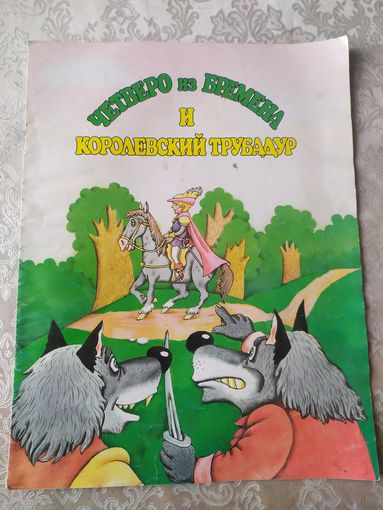 ЧЕТВЕРО ИЗ БРЕМЕНА
И
КОРОЛЕВСКИЙ ТРУБАДУР